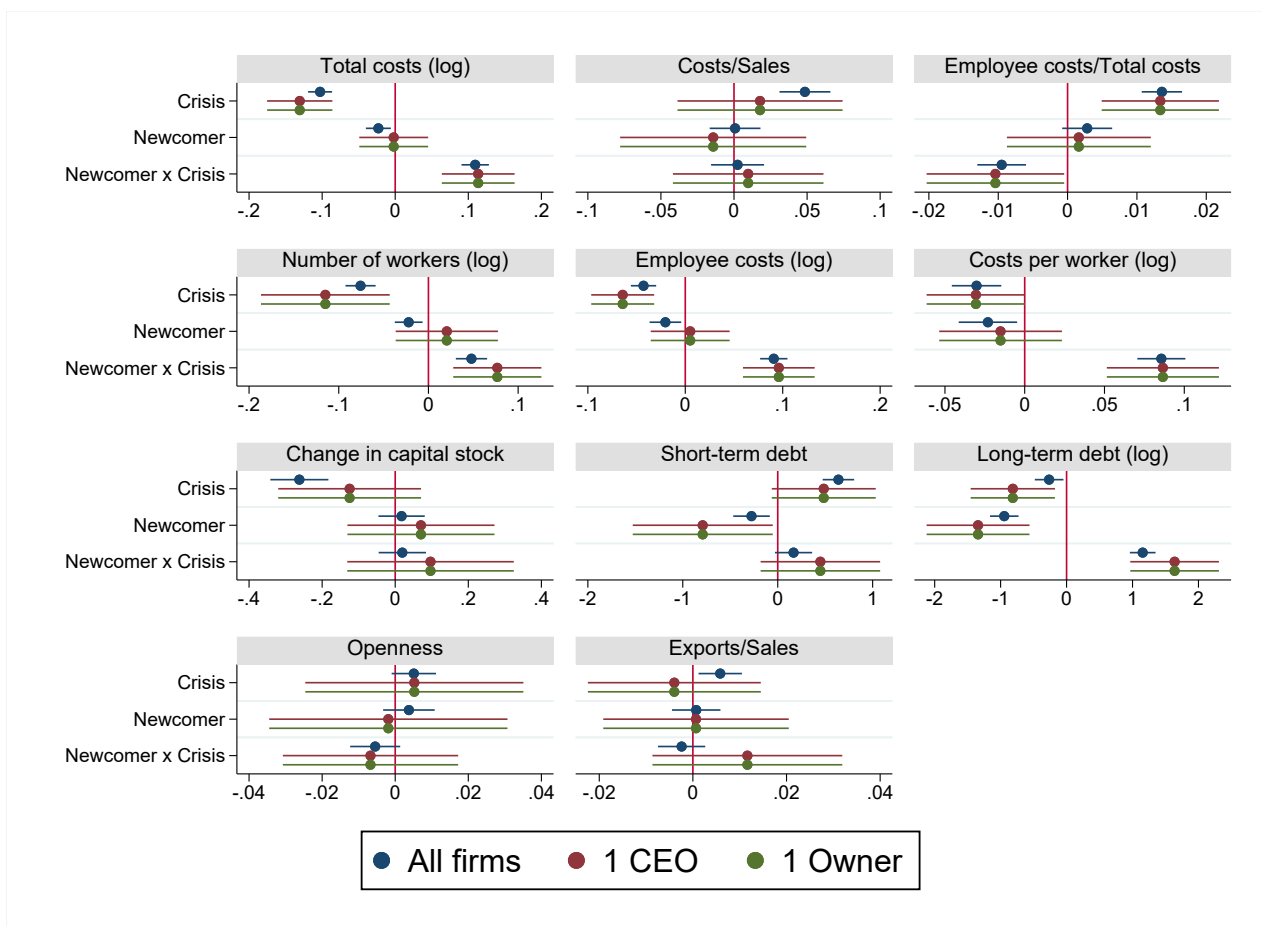 Total costs (log) Costs/Sales Employee costs/Total costs
Crisis
Newcomer
Newcomer x Crisis
-.2 -.1 0 .1 .2 -.1 -.05 0 .05 .1 -.02 -.01 0 .01 .02
Number of workers (log) Employee costs (log) Costs per worker (log)
Crisis
Newcomer
Newcomer x Crisis
-.2 -.1 0 .1 -.1 0 .1 .2 -.05 0 .05 .1
Change in capital stock Short-term debt Long-term debt (log)
Crisis
Newcomer
Newcomer x Crisis
-.4 -.2 0 .2 .4 -2 -1 0 1 -2 -1 0 1 2
Openness Exports/Sales
Crisis
Newcomer
Newcomer x Crisis
-.04 -.02 0 .02 .04 -.02 0 .02 .04
All firms 1 CEO 1 Owner